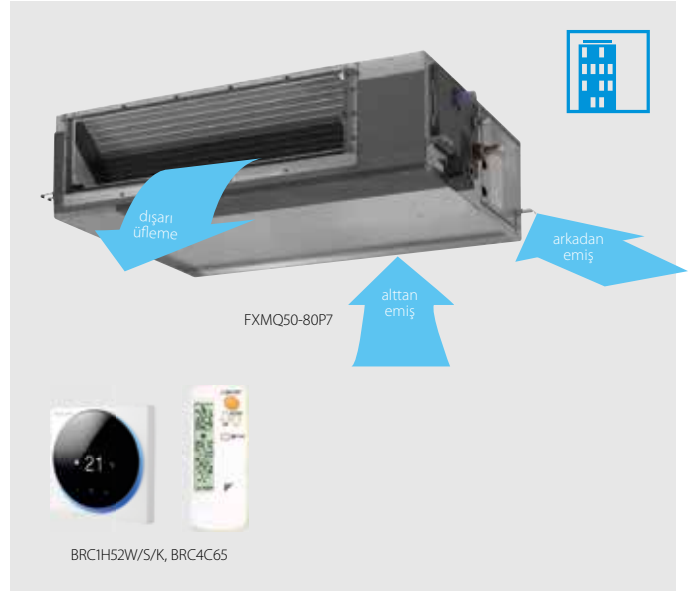 dışarı
üfleme
arkadan
emiş
alttan
emiş
FXMQ50-80P7
21
BRC1H52W/S/K, BRC4C65